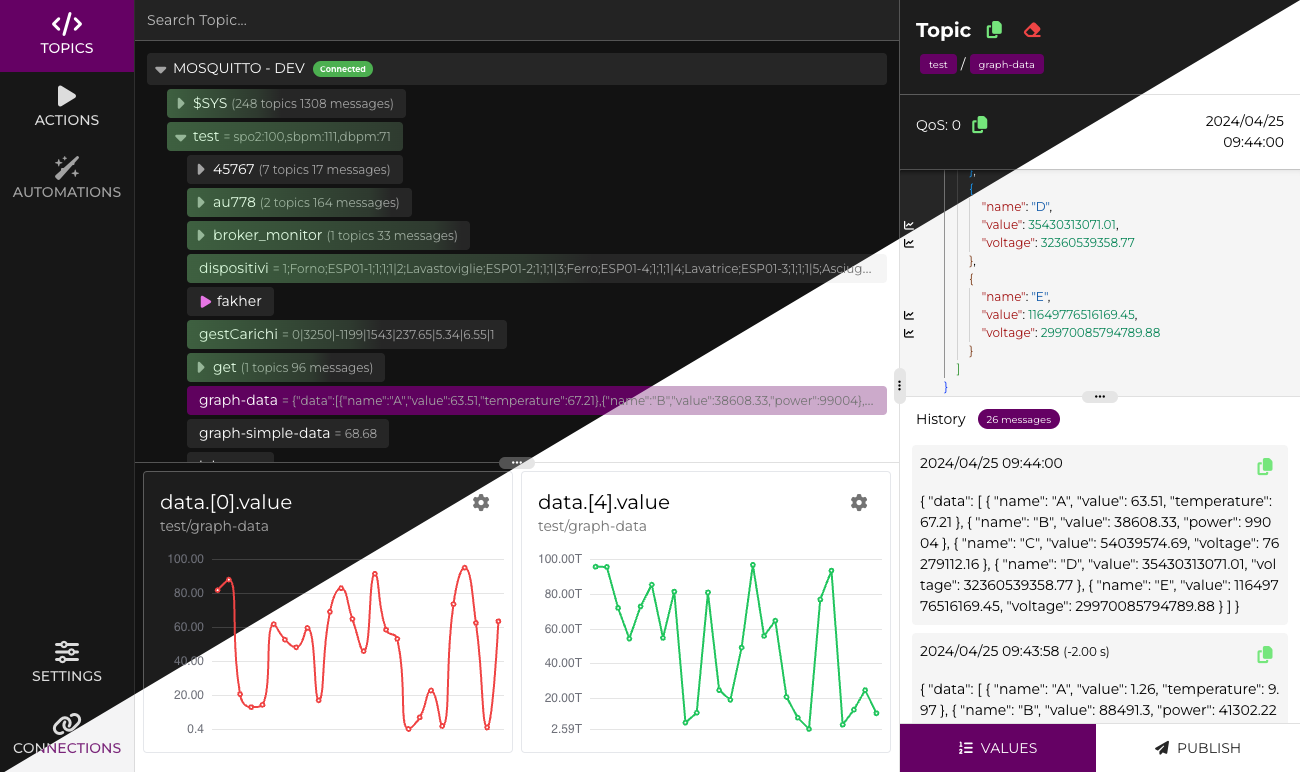 TOPICS
ACTIONS
AUTOMATIONS
SETTINGS
CONNECTIONS
Search Topic...
MOSQUITTO - DEV Connected
$SYS (248 topics 1308 messages)
test = spo2:100,sbpm:111,dbpm:71
45767 (7 topics 17 messages)
au778 (2 topics 164 messages)
broker_monitor (1 topics 33 messages)
dispositivi = 1;Forno;ESP01-1;1;1;1|2;Lavastoviglie;ESP01-2;1;1;1|3;Ferro;ESP01-4;1;1;1|4;Lavatrice;ESP01-3;1;1;1|5;Asciug...
fakher
gestCarichi = 0|3250|-1199|1543|237.65|5.34|6.55|1
get (1 topics 96 messages)
graph-data = {"data":[{"name":"A","value":63.51,"temperature":67.21},{"name":"B","value":38608.33,"power":99004},...
graph-simple-data = 68.68
data.[0].value
test/graph-data
100.00
80.00
60.00
40.00
20.00
0.4
data.[4].value
test/graph-data
100.00T
80.00T
60.00T
40.00T
20.00T
2.59T
Topic
test / graph-data
QoS: 0
2024/04/25
09:44:00
},
{
"name": "D",
"value": 35430313071.01,
"voltage": 32360539358.77
},
{
"name": "E",
"value": 11649776516169.45,
"voltage": 29970085794789.88
}
]
}
History 26 messages
2024/04/25 09:44:00
{ "data": [ { "name": "A", "value": 63.51, "temperature":
67.21 }, { "name": "B", "value": 38608.33, "power": 990
04 }, { "name": "C", "value": 54039574.69, "voltage": 76
279112.16 }, { "name": "D", "value": 35430313071.01, "vol
tage": 32360539358.77 }, { "name": "E", "value": 116497
76516169.45, "voltage": 29970085794789.88 } ] }
2024/04/25 09:43:58 (-2.00 s)
{ "data": [ { "name": "A", "value": 1.26, "temperature": 9.
97 }, { "name": "B", "value": 88491.3, "power": 41302.22
VALUES
PUBLISH